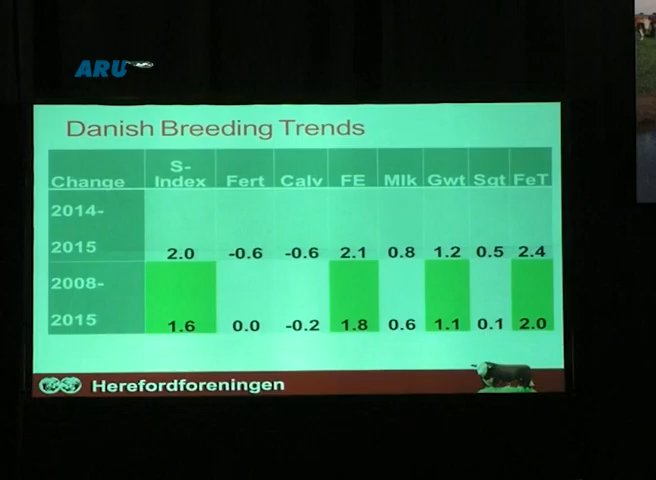 ARU
Danish Breeding Trends
Change S-Index Fert Calv FE Mlk Gwt Sgt FeT
2014-2015 2.0 -0.6 -0.6 2.1 0.8 1.2 0.5 2.4
2008-2015 1.6 0.0 -0.2 1.8 0.6 1.1 0.1 2.0
Herefordforeningen